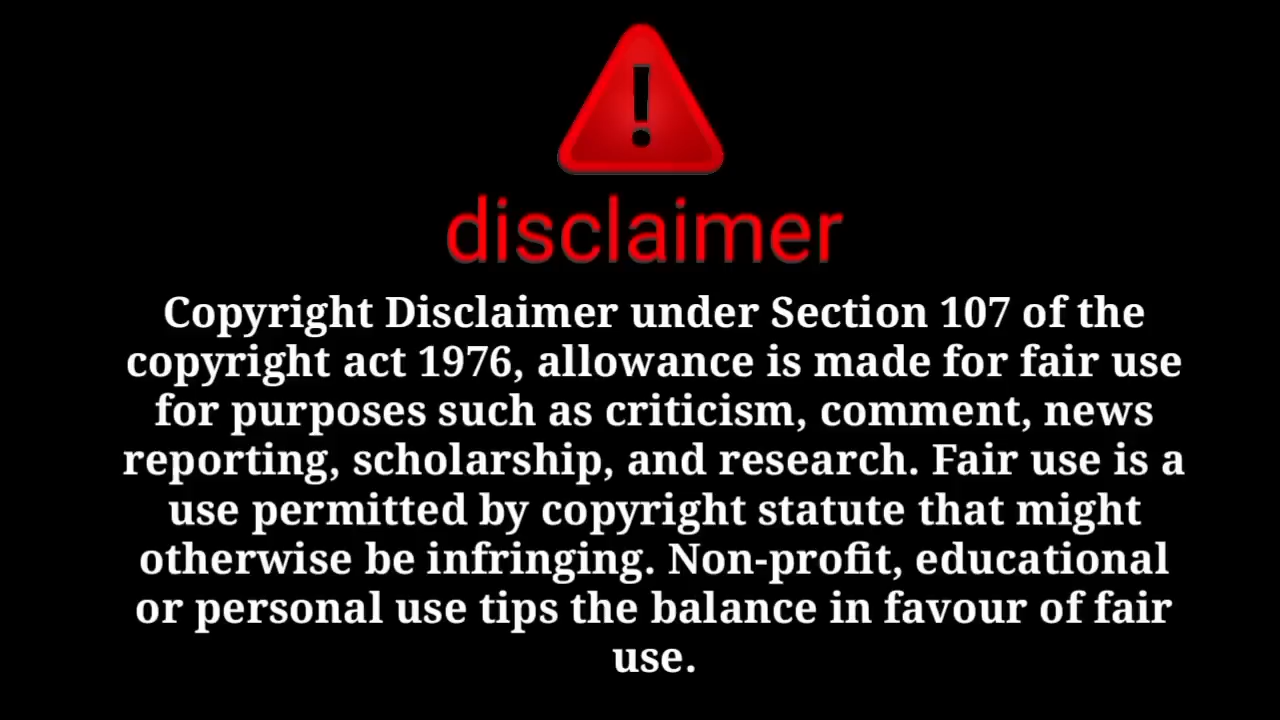 !
disclaimer
Copyright Disclaimer under Section 107 of the
copyright act 1976, allowance is made for fair use
for purposes such as criticism, comment, news
reporting, scholarship, and research. Fair use is a
use permitted by copyright statute that might
otherwise be infringing. Non-profit, educational
or personal use tips the balance in favour of fair
use.